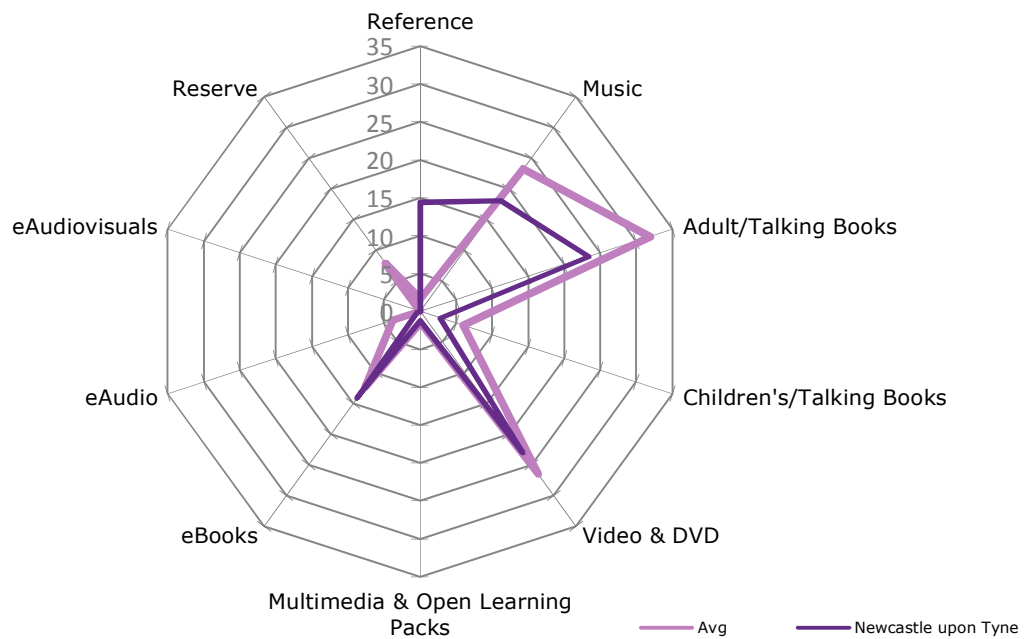 Reference
35
30
25
20
15
10
5
0
Music
Adult/Talking Books
Children's/Talking Books
Video & DVD
Multimedia & Open Learning
Packs
eBooks
eAudio
eAudiovisuals
Reserve
Avg
Newcastle upon Tyne